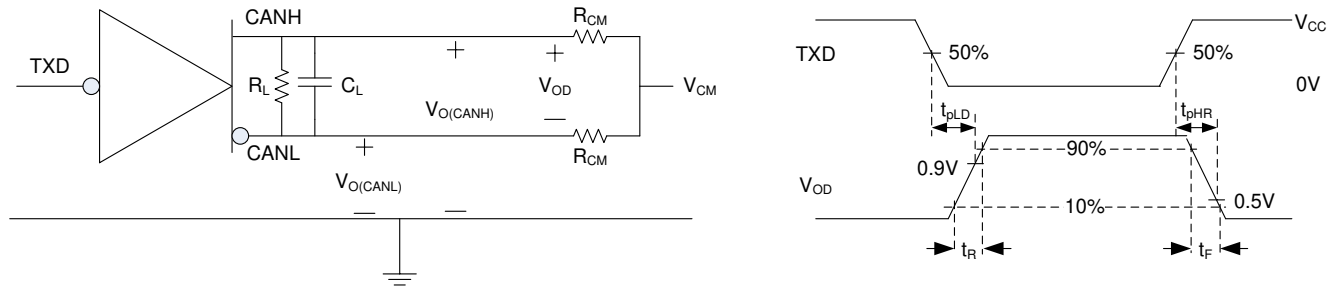 CANH
TXD
R_L
C_L
V_O(CANH)
+
V_OD
R_CM
V_CM
R_CM
CANL
+
V_O(CANL)
TXD
50%
50%
V_CC
0V
t_pLD
t_pHR
V_OD
0.9V
90%
10%
0.5V
t_R
t_F